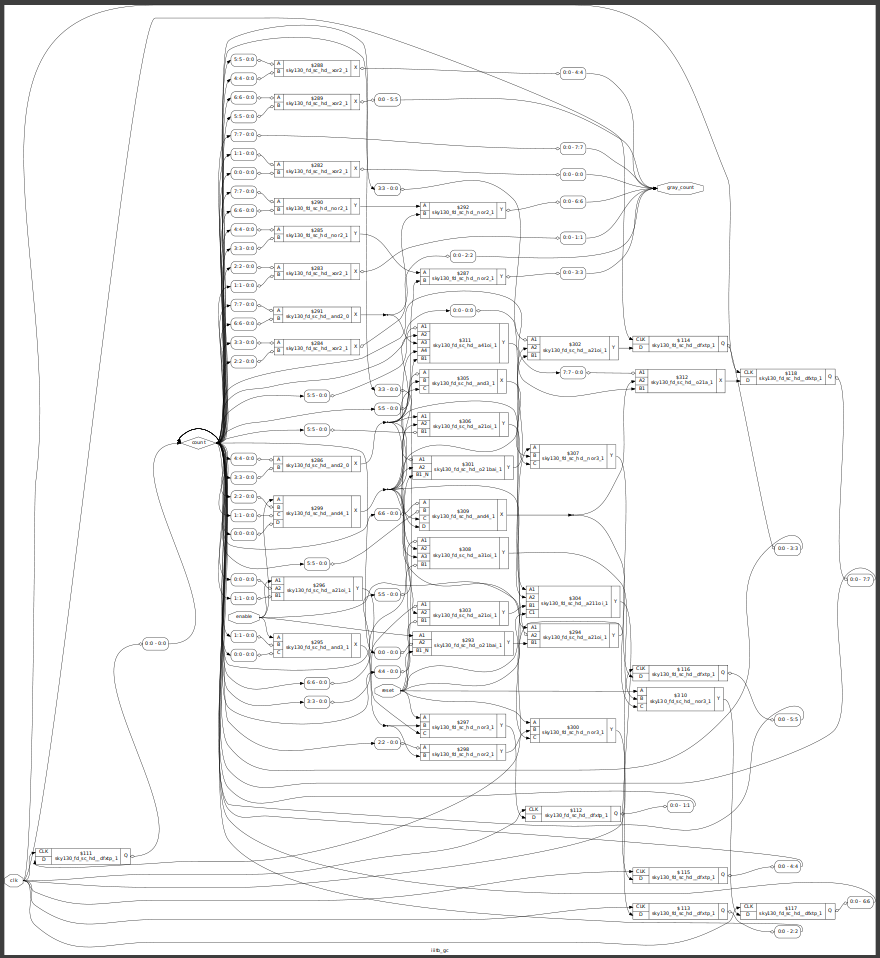 5:5 - 0:0
4:4 - 0:0
A
B
$288
sky130_fd_sc_hd__xor2_1
X
0:0 - 4:4
6:6 - 0:0
5:5 - 0:0
A
B
$289
sky130_fd_sc_hd__xor2_1
X
0:0 - 5:5
7:7 - 0:0
0:0 - 7:7
1:1 - 0:0
0:0 - 0:0
A
B
$282
sky130_fd_sc_hd__xor2_1
X
0:0 - 0:0
3:3 - 0:0
gray_count
7:7 - 0:0
6:6 - 0:0
A
B
$290
sky130_fd_sc_hd__nor2_1
Y
A
B
$292
sky130_fd_sc_hd__nor2_1
Y
0:0 - 6:6
4:4 - 0:0
3:3 - 0:0
A
B
$285
sky130_fd_sc_hd__nor2_1
Y
0:0 - 1:1
0:0 - 2:2
2:2 - 0:0
1:1 - 0:0
A
B
$283
sky130_fd_sc_hd__xor2_1
X
A
B
$287
sky130_fd_sc_hd__nor2_1
Y
0:0 - 3:3
7:7 - 0:0
6:6 - 0:0
A
B
$291
sky130_fd_sc_hd__and2_0
X
0:0 - 0:0
3:3 - 0:0
2:2 - 0:0
A
B
$284
sky130_fd_sc_hd__xor2_1
X
A1
A2
A3
A4
B1
$311
sky130_fd_sc_hd__a41oi_1
Y
A1
A2
B1
$302
sky130_fd_sc_hd__a21oi_1
Y
CLK
D
$114
sky130_fd_sc_hd__dfxtp_1
Q
7:7 - 0:0
A1
A2
B1
$312
sky130_fd_sc_hd__o21a_1
X
CLK
D
$118
sky130_fd_sc_hd__dfxtp_1
Q
5:5 - 0:0
3:3 - 0:0
A
B
C
$305
sky130_fd_sc_hd__and3_1
X
5:5 - 0:0
5:5 - 0:0
A1
A2
B1
$306
sky130_fd_sc_hd__a21oi_1
Y
count
4:4 - 0:0
3:3 - 0:0
A
B
$286
sky130_fd_sc_hd__and2_0
X
A1
A2
B1_N
$301
sky130_fd_sc_hd__o21bai_1
Y
A
B
C
$307
sky130_fd_sc_hd__nor3_1
Y
2:2 - 0:0
1:1 - 0:0
0:0 - 0:0
A
B
C
D
$299
sky130_fd_sc_hd__and4_1
X
6:6 - 0:0
A
B
C
D
$309
sky130_fd_sc_hd__and4_1
X
5:5 - 0:0
A1
A2
A3
B1
$308
sky130_fd_sc_hd__a31oi_1
Y
0:0 - 3:3
0:0 - 7:7
0:0 - 0:0
1:1 - 0:0
A1
A2
B1
$296
sky130_fd_sc_hd__a21oi_1
Y
5:5 - 0:0
enable
A1
A2
B1
$303
sky130_fd_sc_hd__a21oi_1
Y
A1
A2
B1
C1
$304
sky130_fd_sc_hd__a211oi_1
Y
1:1 - 0:0
0:0 - 0:0
A
B
C
$295
sky130_fd_sc_hd__and3_1
X
0:0 - 0:0
A1
A2
B1_N
$293
sky130_fd_sc_hd__o21bai_1
Y
A1
A2
B1
$294
sky130_fd_sc_hd__a21oi_1
Y
0:0 - 0:0
4:4 - 0:0
6:6 - 0:0
reset
3:3 - 0:0
CLK
D
$116
sky130_fd_sc_hd__dfxtp_1
Q
A
B
C
$310
sky130_fd_sc_hd__nor3_1
Y
0:0 - 5:5
A
B
C
$297
sky130_fd_sc_hd__nor3_1
Y
A
B
C
$300
sky130_fd_sc_hd__nor3_1
Y
2:2 - 0:0
A
B
$298
sky130_fd_sc_hd__nor2_1
Y
CLK
D
$112
sky130_fd_sc_hd__dfxtp_1
Q
0:0 - 1:1
CLK
D
$111
sky130_fd_sc_hd__dfxtp_1
Q
clk
CLK
D
$115
sky130_fd_sc_hd__dfxtp_1
Q
0:0 - 4:4
CLK
D
$113
sky130_fd_sc_hd__dfxtp_1
Q
CLK
D
$117
sky130_fd_sc_hd__dfxtp_1
Q
0:0 - 6:6
0:0 - 2:2